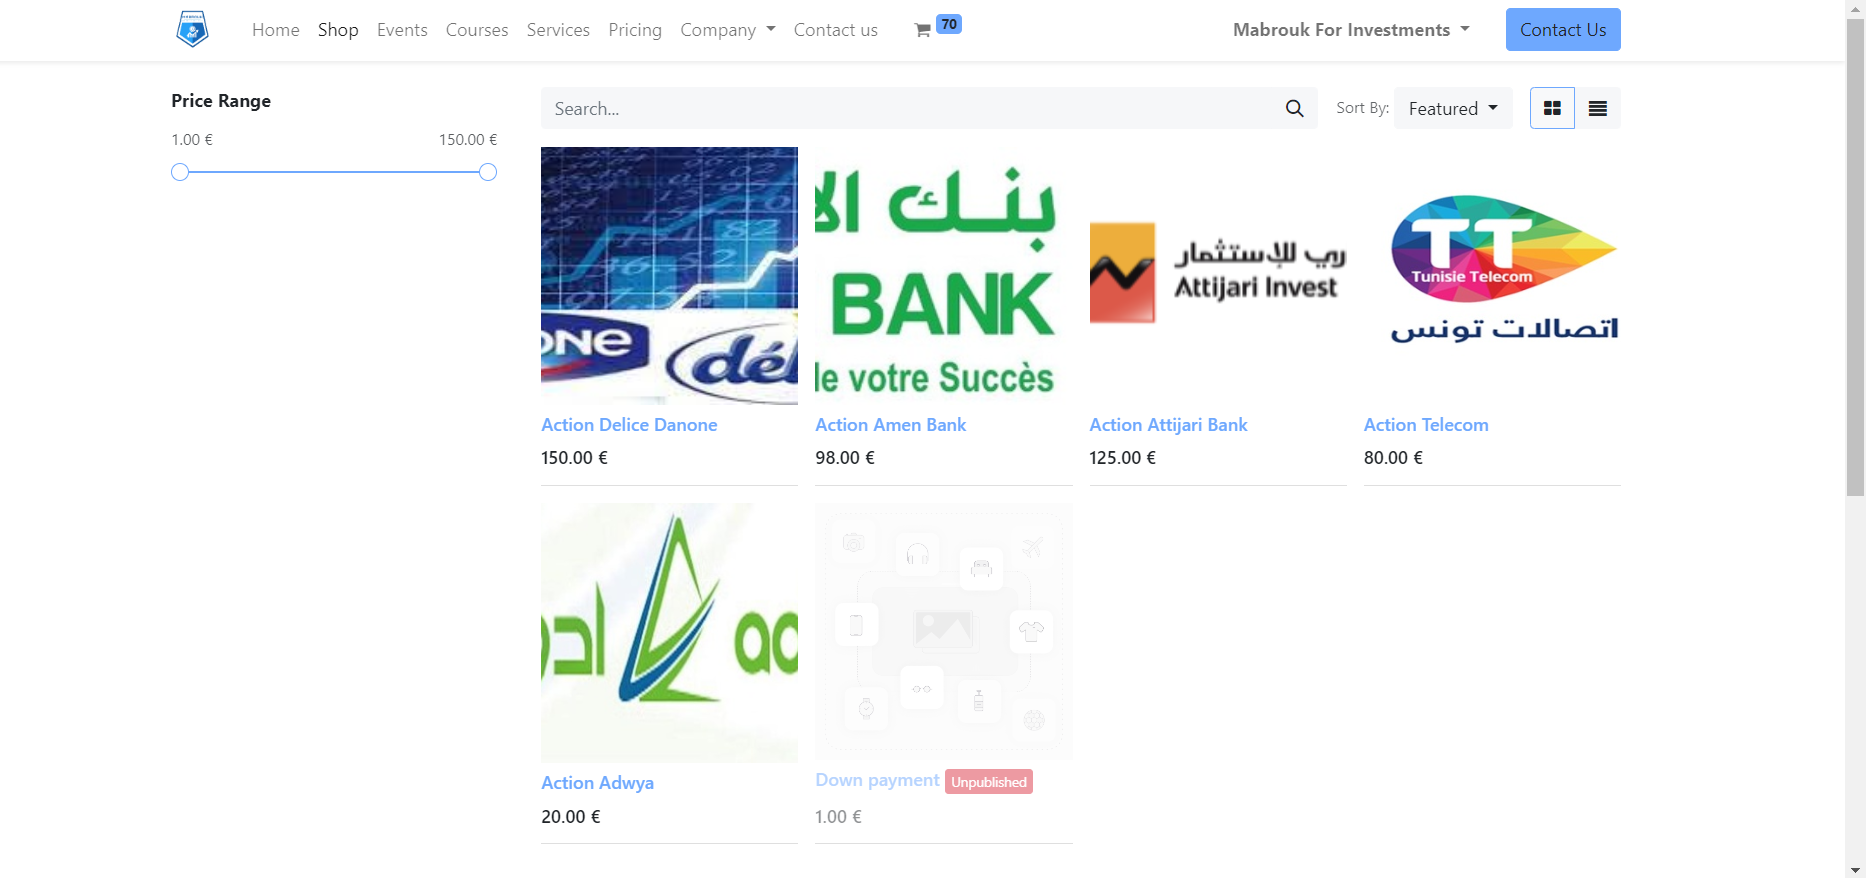 Home Shop Events Courses Services Pricing Company Contact us 70 Mabrouk For Investments Contact Us
Price Range
1.00 € 150.00 €
Search...
Sort By: Featured
ONE
dél
بنك الا
BANK
de votre Succès
ري للإستثمار
Attijari Invest
TT
Tunisie Telecom
اتصالات تونس
Action Delice Danone
150.00 €
Action Amen Bank
98.00 €
Action Attijari Bank
125.00 €
Action Telecom
80.00 €
Action Adwya
20.00 €
Down payment Unpublished
1.00 €